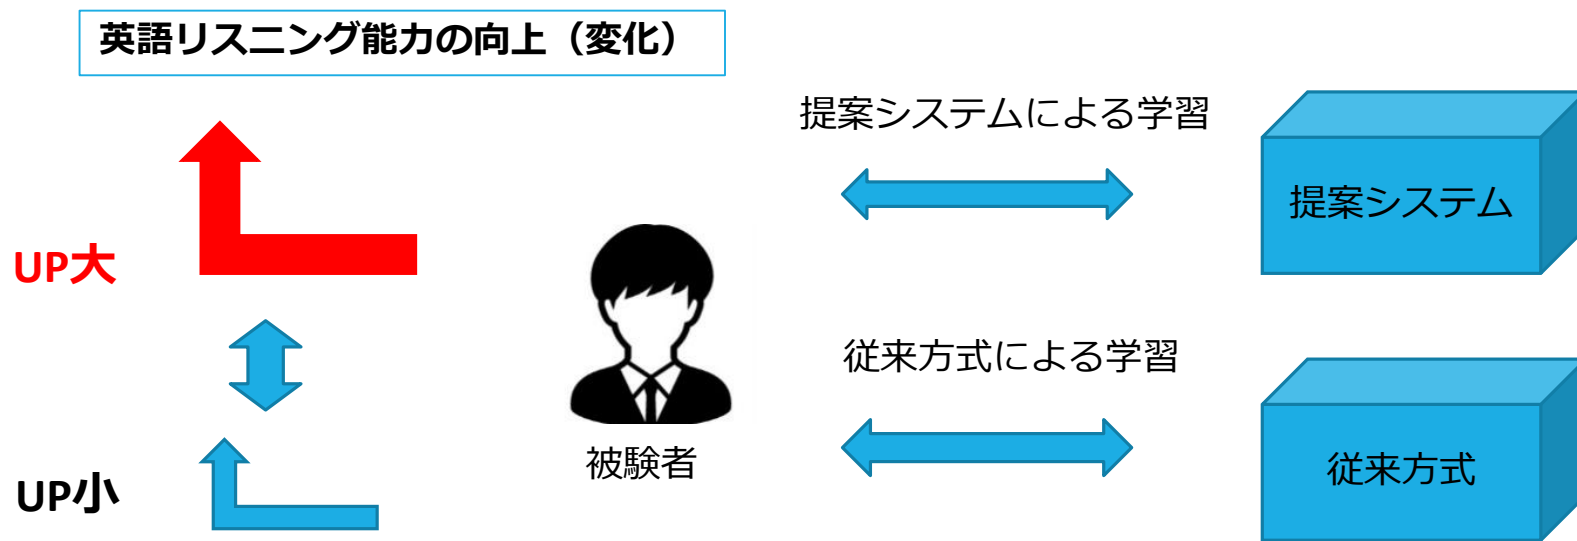 英語リスニング能力の向上（変化）
提案システムによる学習
提案システム
UP大
従来方式による学習
被験者
従来方式
UP小